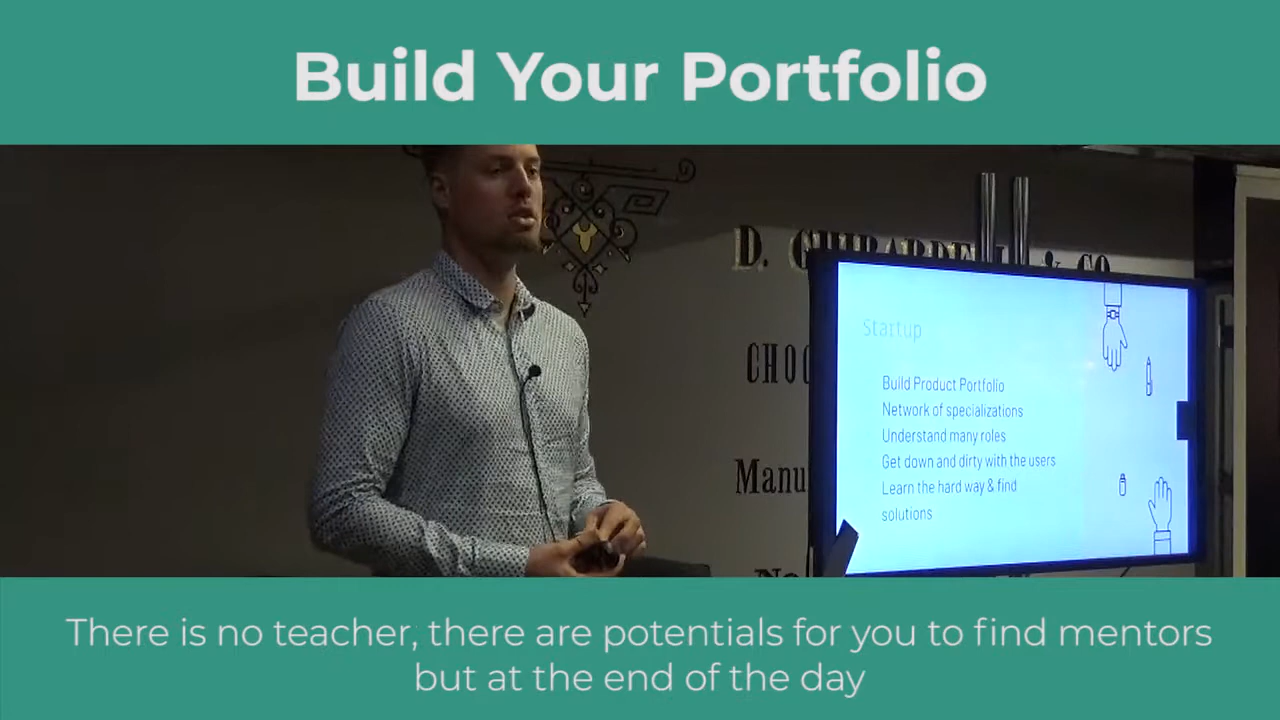 Build Your Portfolio
D. GHIRARDELLI & CO
CHOC
Manu
Startup
Build Product Portfolio
Network of specializations
Understand many roles
Get down and dirty with the users
Learn the hard way & find
solutions
There is no teacher, there are potentials for you to find mentors
but at the end of the day